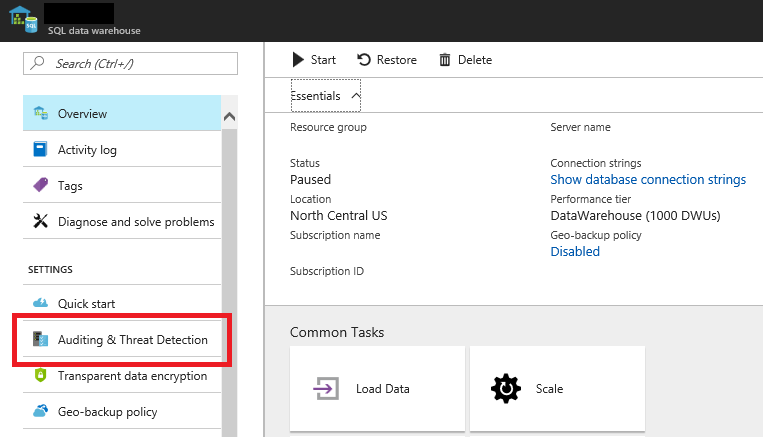 SQL
SQL data warehouse
Search (Ctrl+/)
Overview
Activity log
Tags
Diagnose and solve problems
SETTINGS
Quick start
Auditing & Threat Detection
Transparent data encryption
Geo-backup policy
Start Restore Delete
Essentials
Resource group
Server name
Status
Paused
Connection strings
Show database connection strings
Location
North Central US
Performance tier
DataWarehouse (1000 DWUs)
Subscription name
Geo-backup policy
Disabled
Subscription ID
Common Tasks
Load Data
Scale